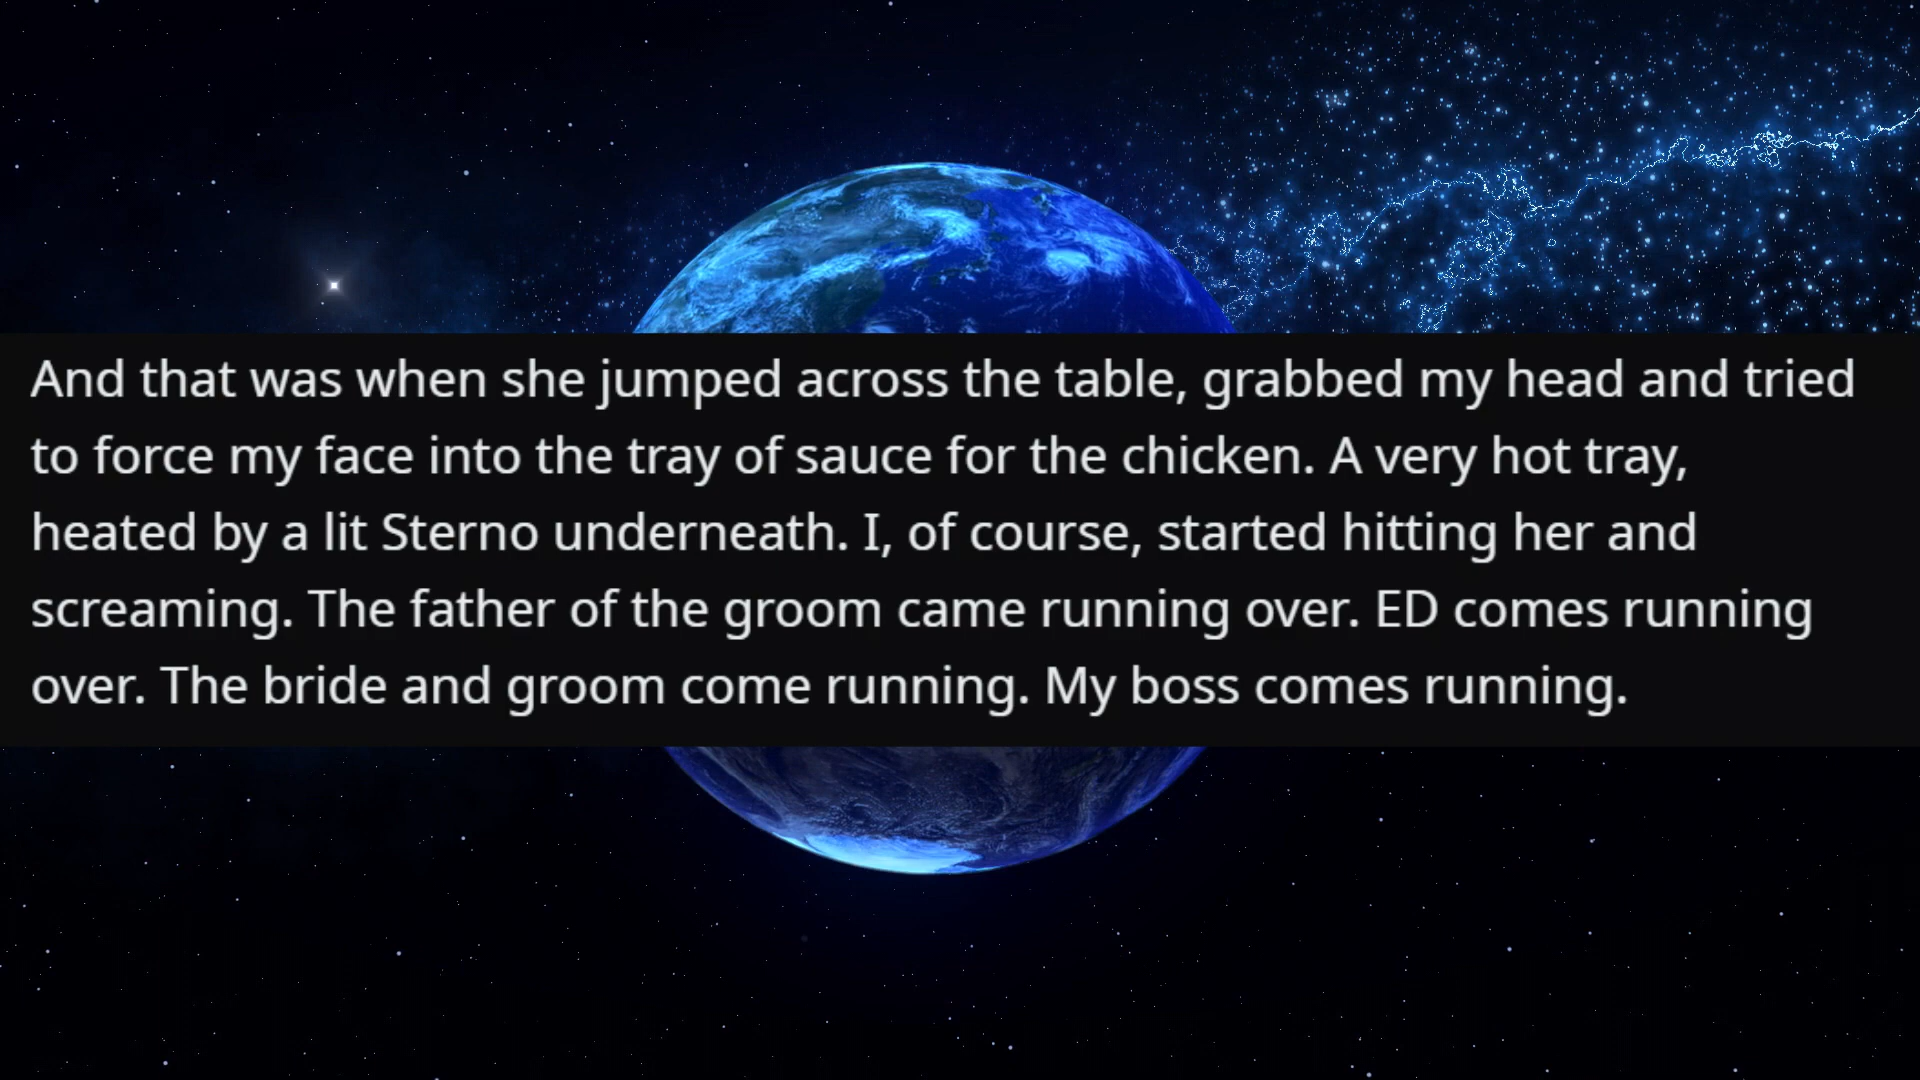 And that was when she jumped across the table, grabbed my head and tried
to force my face into the tray of sauce for the chicken. A very hot tray,
heated by a lit Sterno underneath. I, of course, started hitting her and
screaming. The father of the groom came running over. ED comes running
over. The bride and groom come running. My boss comes running.